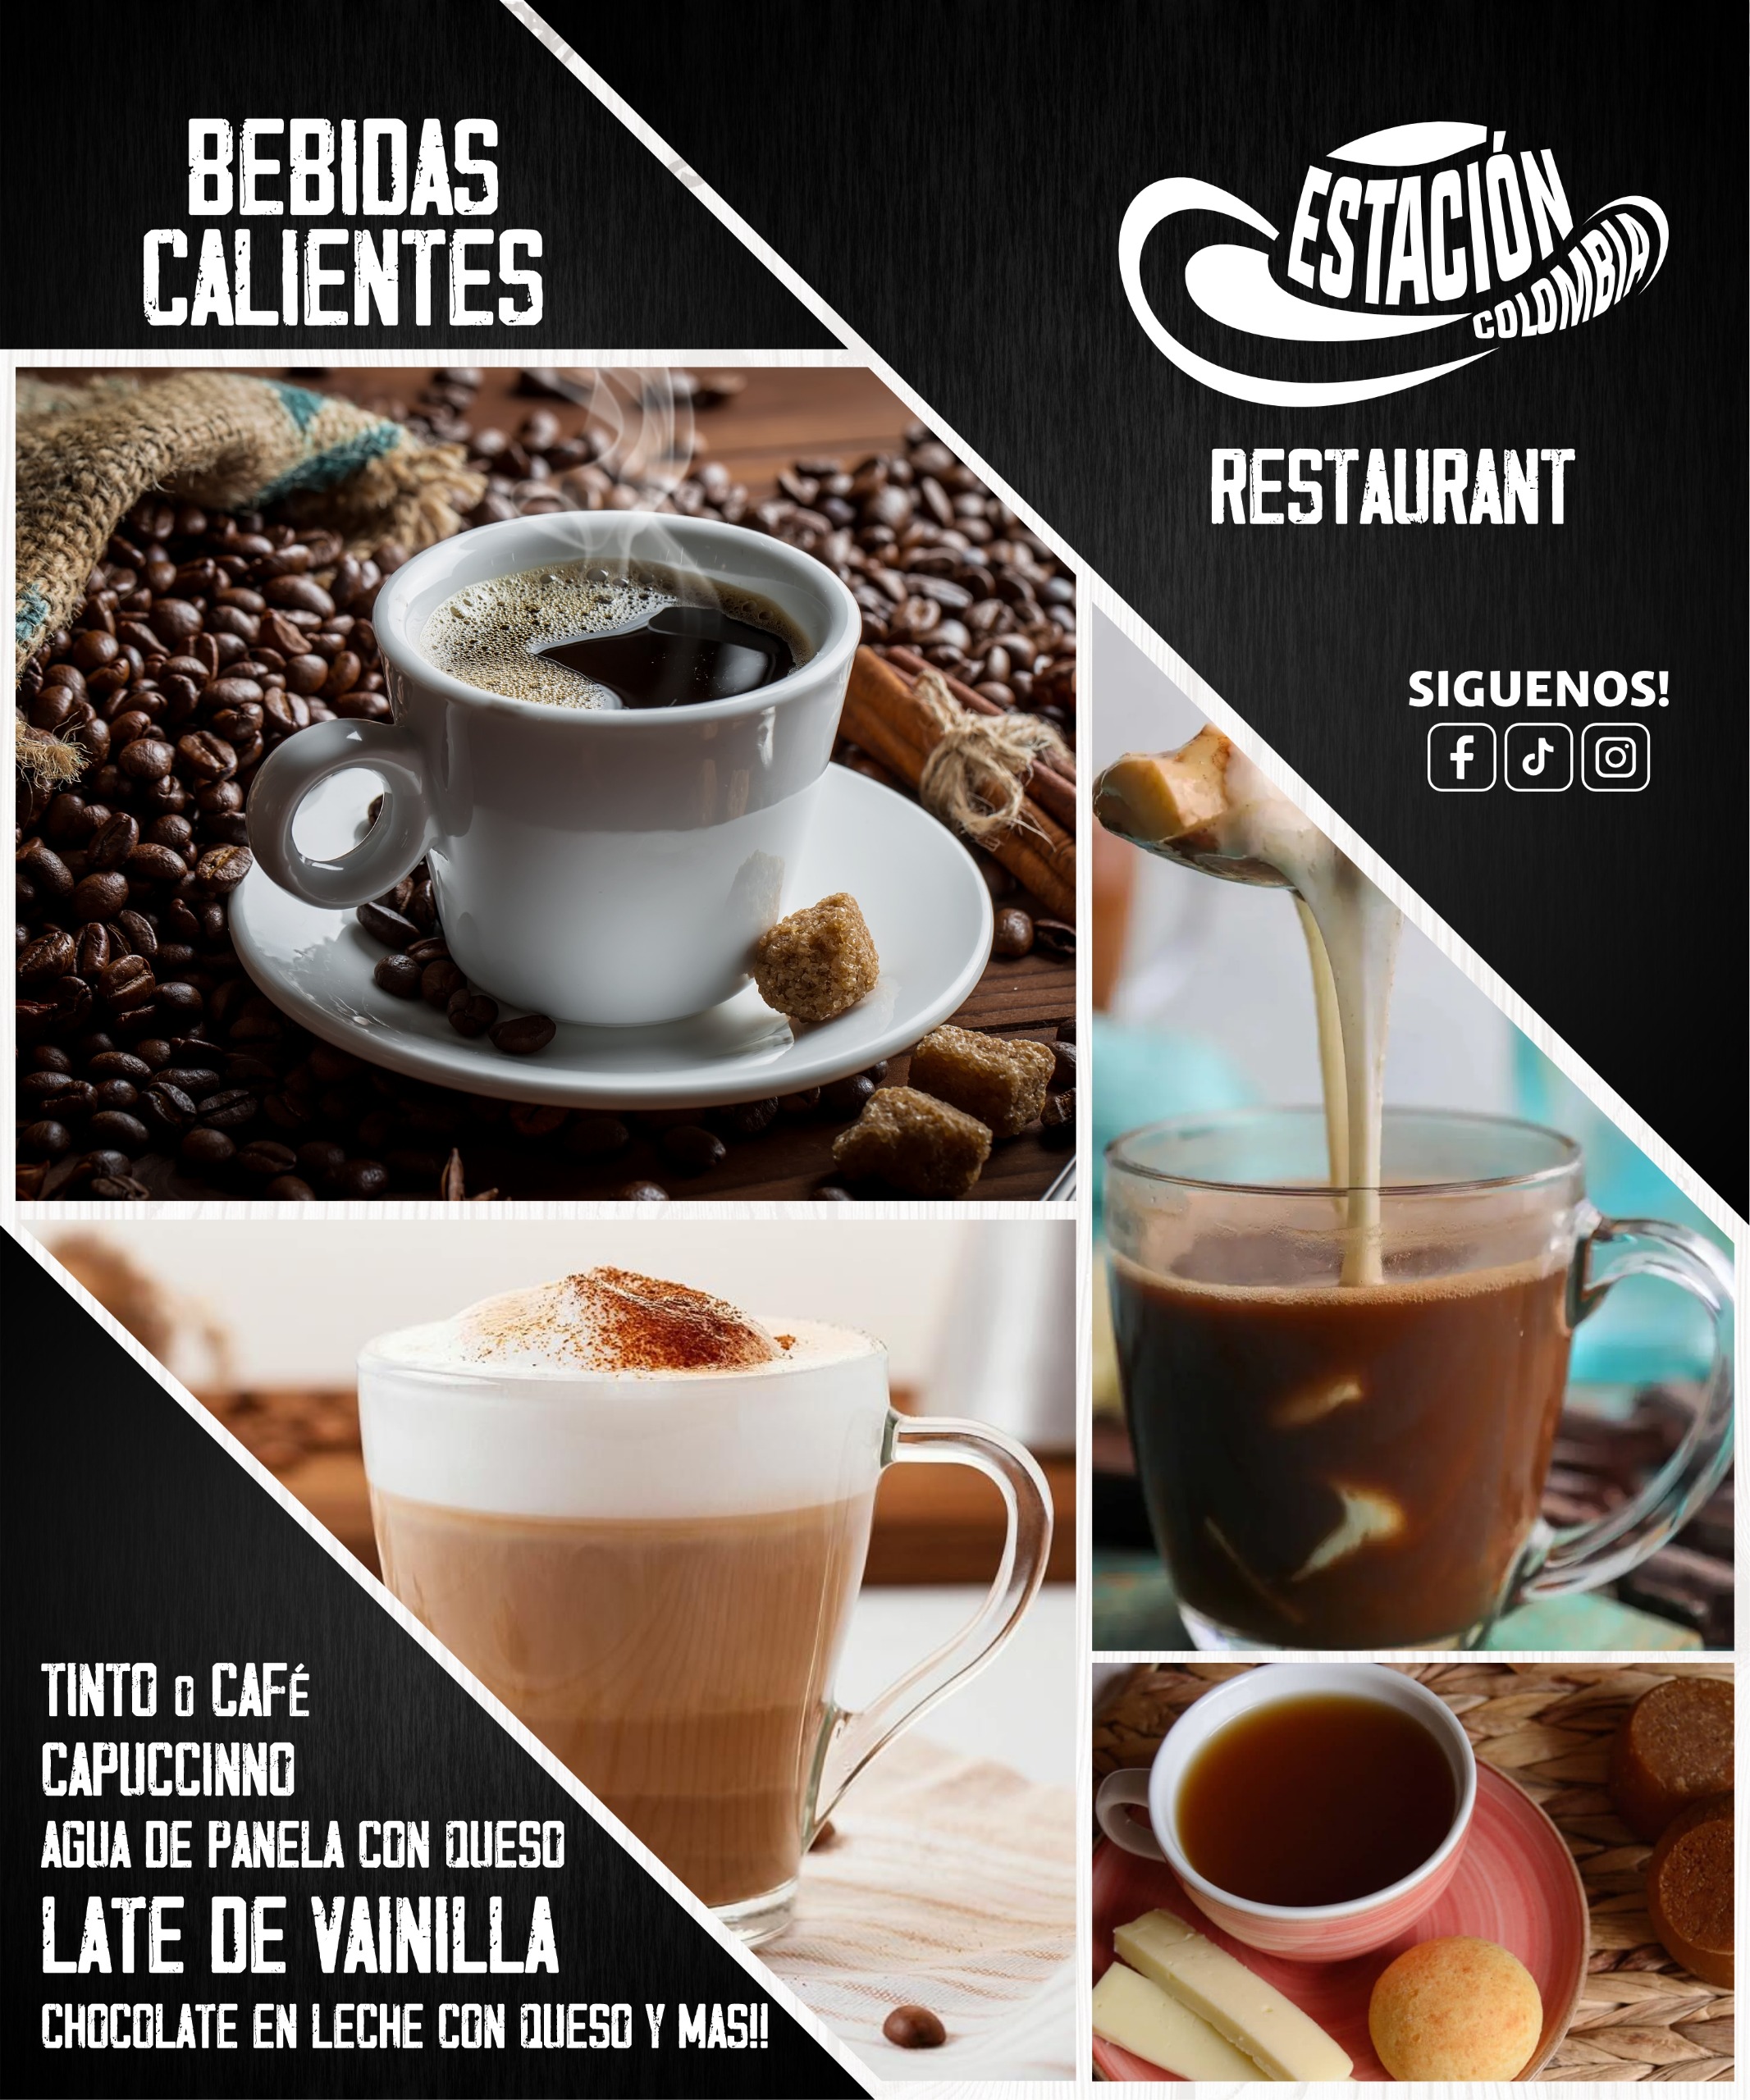 BEBIDAS
CALIENTES
ESTACIÓN
COLOMBIA
RESTAURANT
SIGUENOS!
TINTO o CAFÉ
CAPUCCINNO
AGUA DE PANELA CON QUESO
LATE DE VAINILLA
CHOCOLATE EN LECHE CON QUESO Y MAS!!